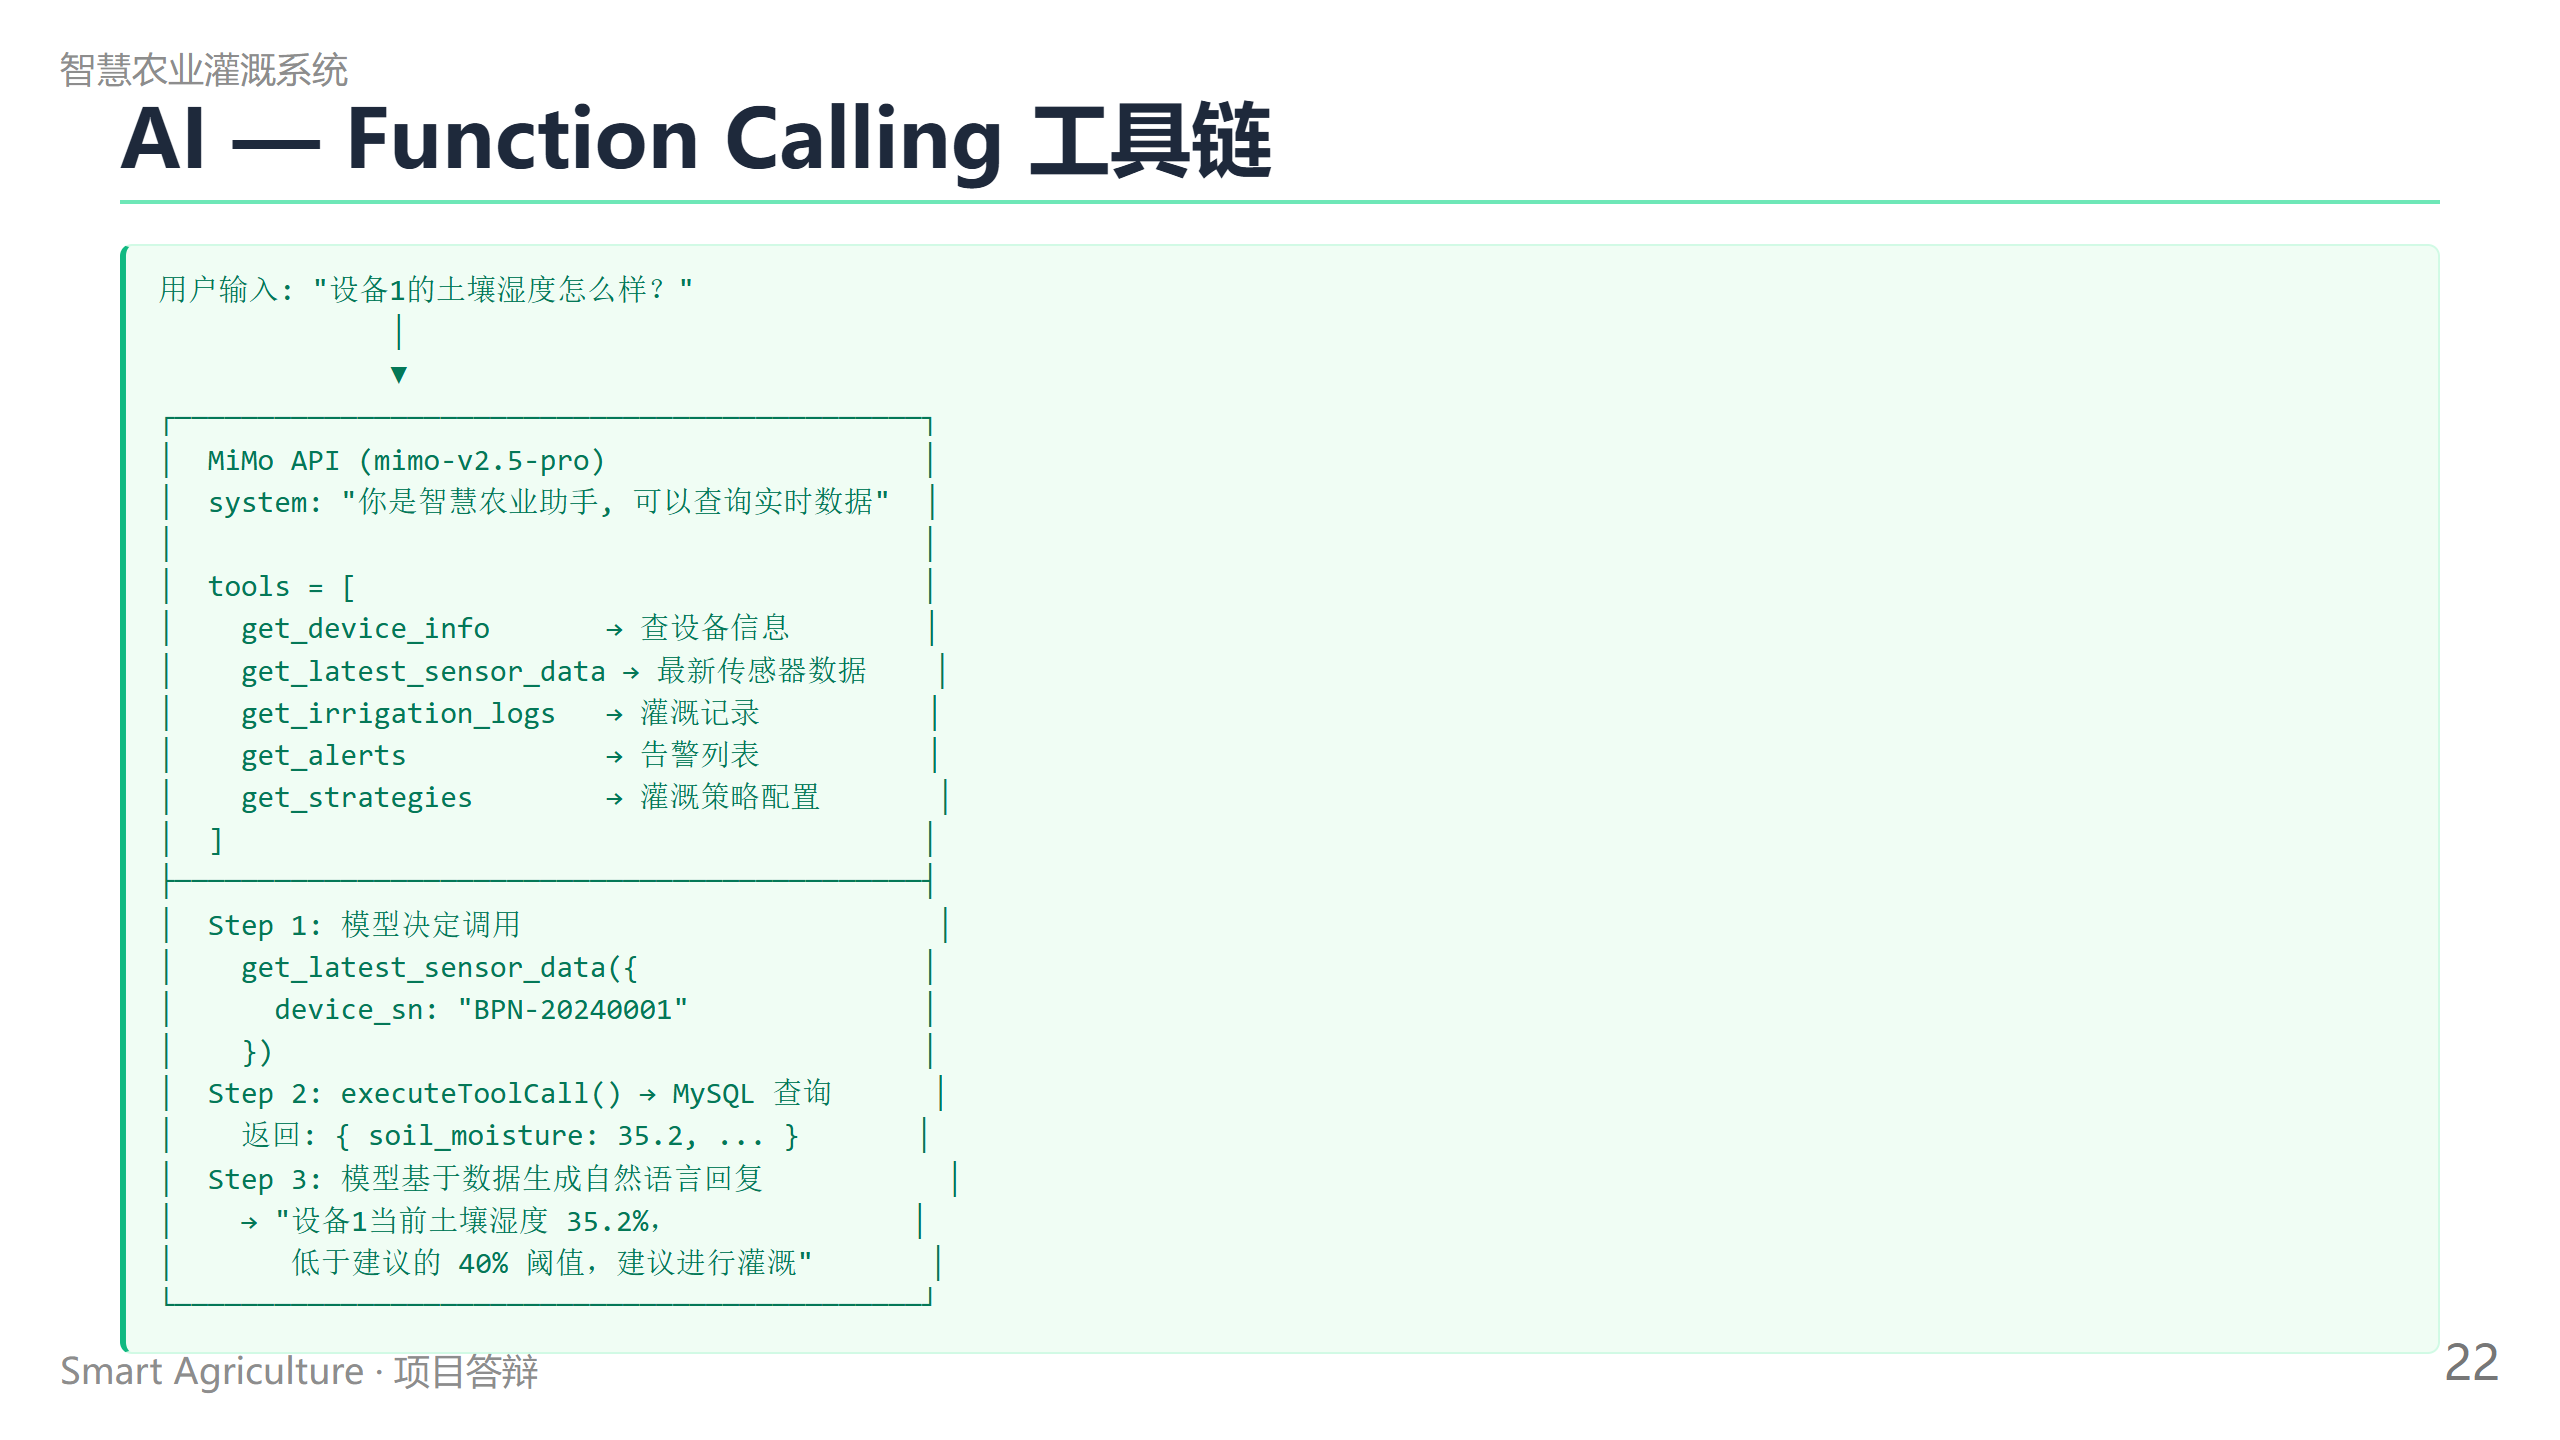 智慧农业灌溉系统
AI — Function Calling 工具链
用户输入: "设备1的土壤湿度怎么样？"
│
▼
┌─────────────────────────────────────────────┐
│  MiMo API (mimo-v2.5-pro)                   │
│  system: "你是智慧农业助手, 可以查询实时数据"  │
│                                             │
│  tools = [                                  │
│    get_device_info       → 查设备信息        │
│    get_latest_sensor_data → 最新传感器数据    │
│    get_irrigation_logs   → 灌溉记录          │
│    get_alerts            → 告警列表          │
│    get_strategies        → 灌溉策略配置       │
│  ]                                          │
├─────────────────────────────────────────────┤
│  Step 1: 模型决定调用                         │
│    get_latest_sensor_data({                 │
│      device_sn: "BPN-20240001"              │
│    })                                       │
│  Step 2: executeToolCall() → MySQL 查询      │
│    返回: { soil_moisture: 35.2, ... }       │
│  Step 3: 模型基于数据生成自然语言回复           │
│    → "设备1当前土壤湿度 35.2%，               │
│       低于建议的 40% 阈值，建议进行灌溉"       │
└─────────────────────────────────────────────┘
Smart Agriculture · 项目答辩
22